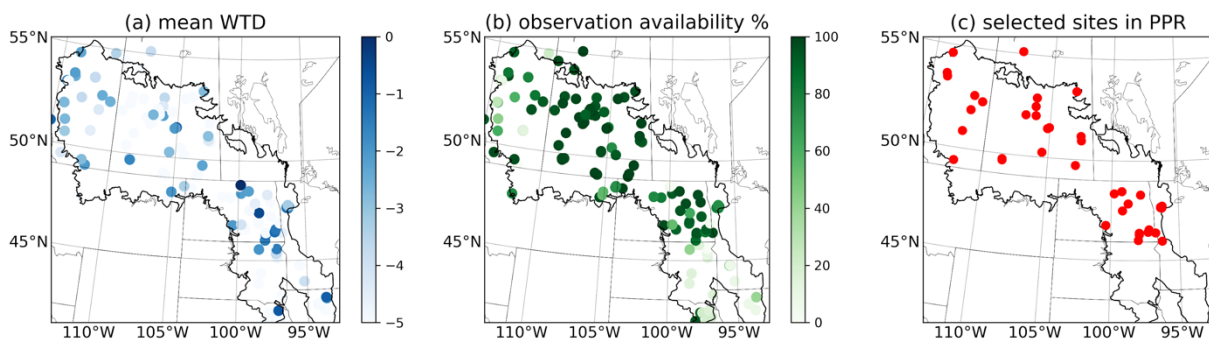 (a) mean WTD
55°N
50°N
45°N
110°W 105°W 100°W 95°W
0
−1
−2
−3
−4
−5
(b) observation availability %
55°N
50°N
45°N
110°W 105°W 100°W 95°W
100
80
60
40
20
0
(c) selected sites in PPR
55°N
50°N
45°N
110°W 105°W 100°W 95°W